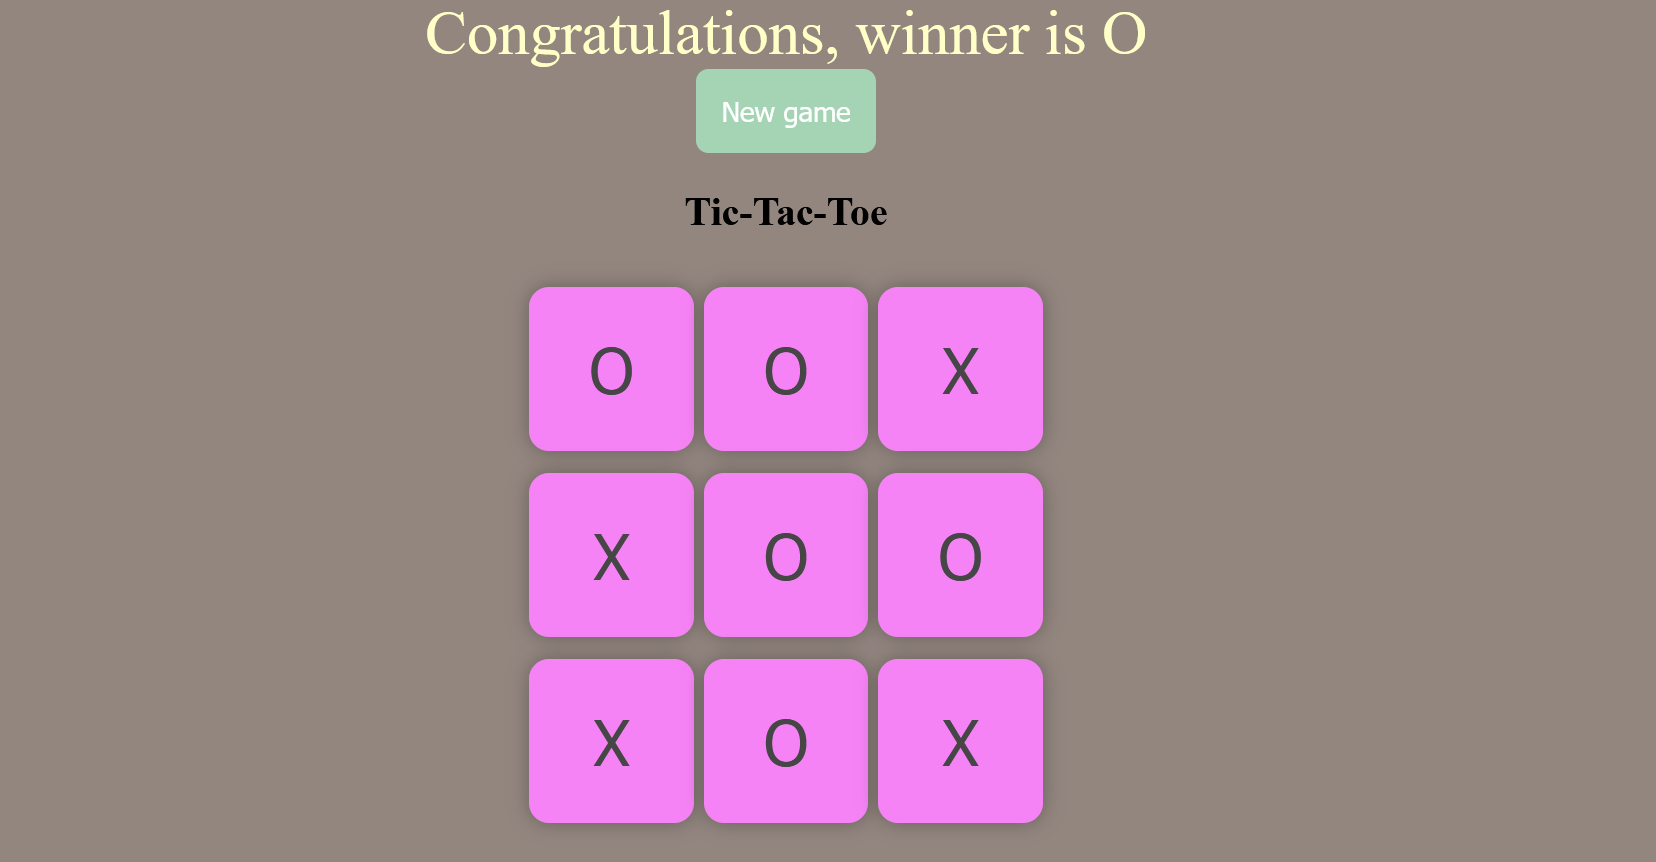 Congratulations, winner is O
New game
Tic-Tac-Toe
O O X
X O O
X O X